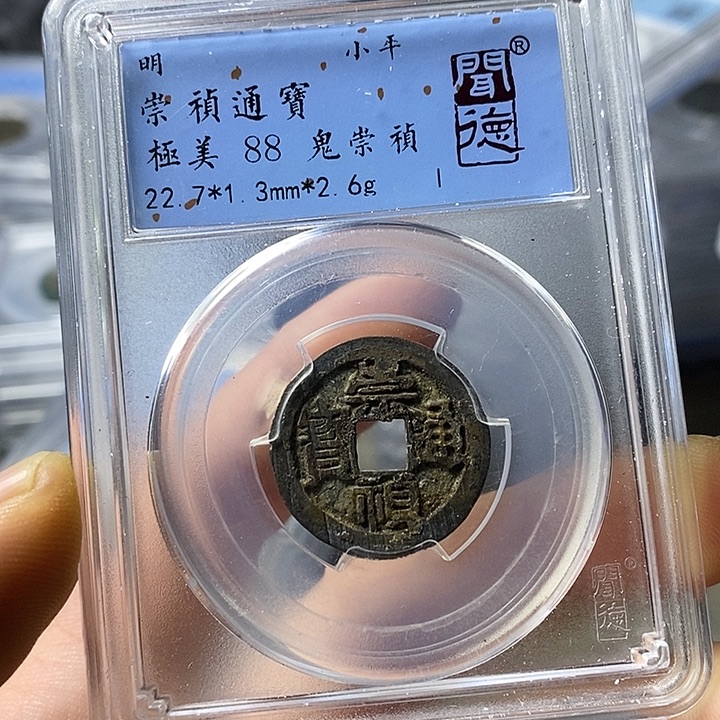 明 小平
崇禎通寶
極美 88 鬼崇禎
22.7*1.3mm*2.6g
聞德®
崇禎通寶
聞德